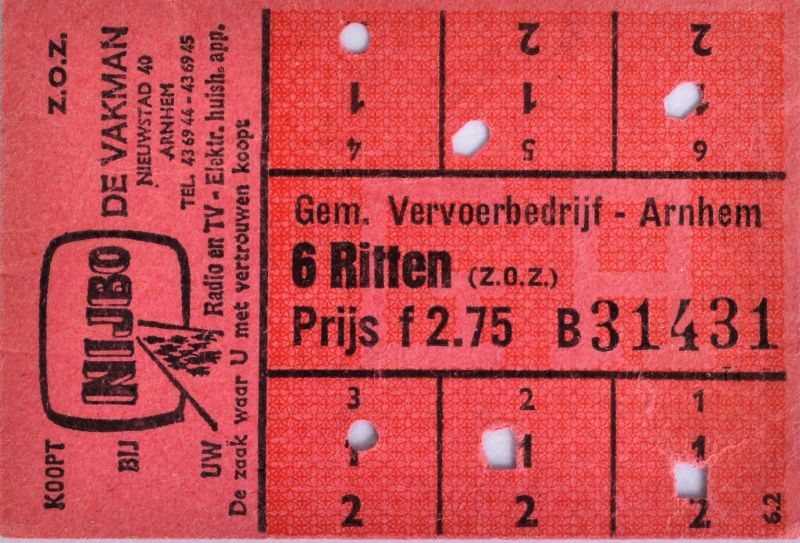 KOOPT BIJ UW
NIJBO DE VAKMAN
NIEUWSTAD 40
ARNHEM
TEL. 43 69 44 - 43 69 45
Radio en TV - Elektr. huish. app.
De zaak waar U met vertrouwen koopt
Z.O.Z.
2 2 2
1 1 1
4 5 6
Gem. Vervoerbedrijf - Arnhem
6 Ritten (Z.O.Z.)
Prijs f 2.75 B 31431
3 2 1
1 1 1
2 2 2
6.2